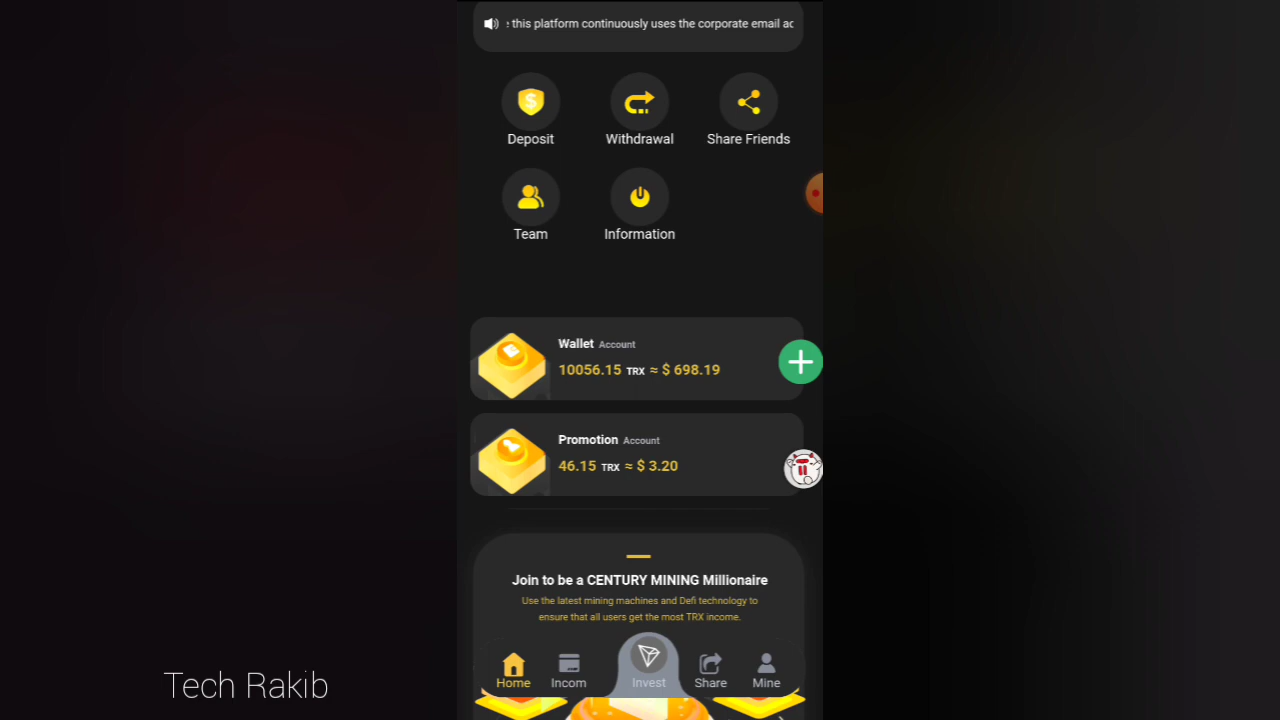 : this platform continuously uses the corporate email ac
Deposit
Withdrawal
Share Friends
Team
Information
Wallet Account
10056.15 TRX ≈ $ 698.19
Promotion Account
46.15 TRX ≈ $ 3.20
Join to be a CENTURY MINING Millionaire
Use the latest mining machines and Defi technology to
ensure that all users get the most TRX income.
Home
Incom
Invest
Share
Mine
Tech Rakib